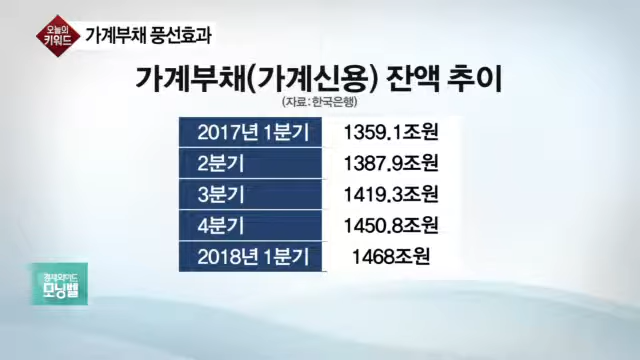 오늘의
키워드
가계부채 풍선효과
가계부채(가계신용) 잔액 추이
(자료:한국은행)
2017년 1분기 1359.1조원
2분기 1387.9조원
3분기 1419.3조원
4분기 1450.8조원
2018년 1분기 1468조원
경제와이드
모닝벨